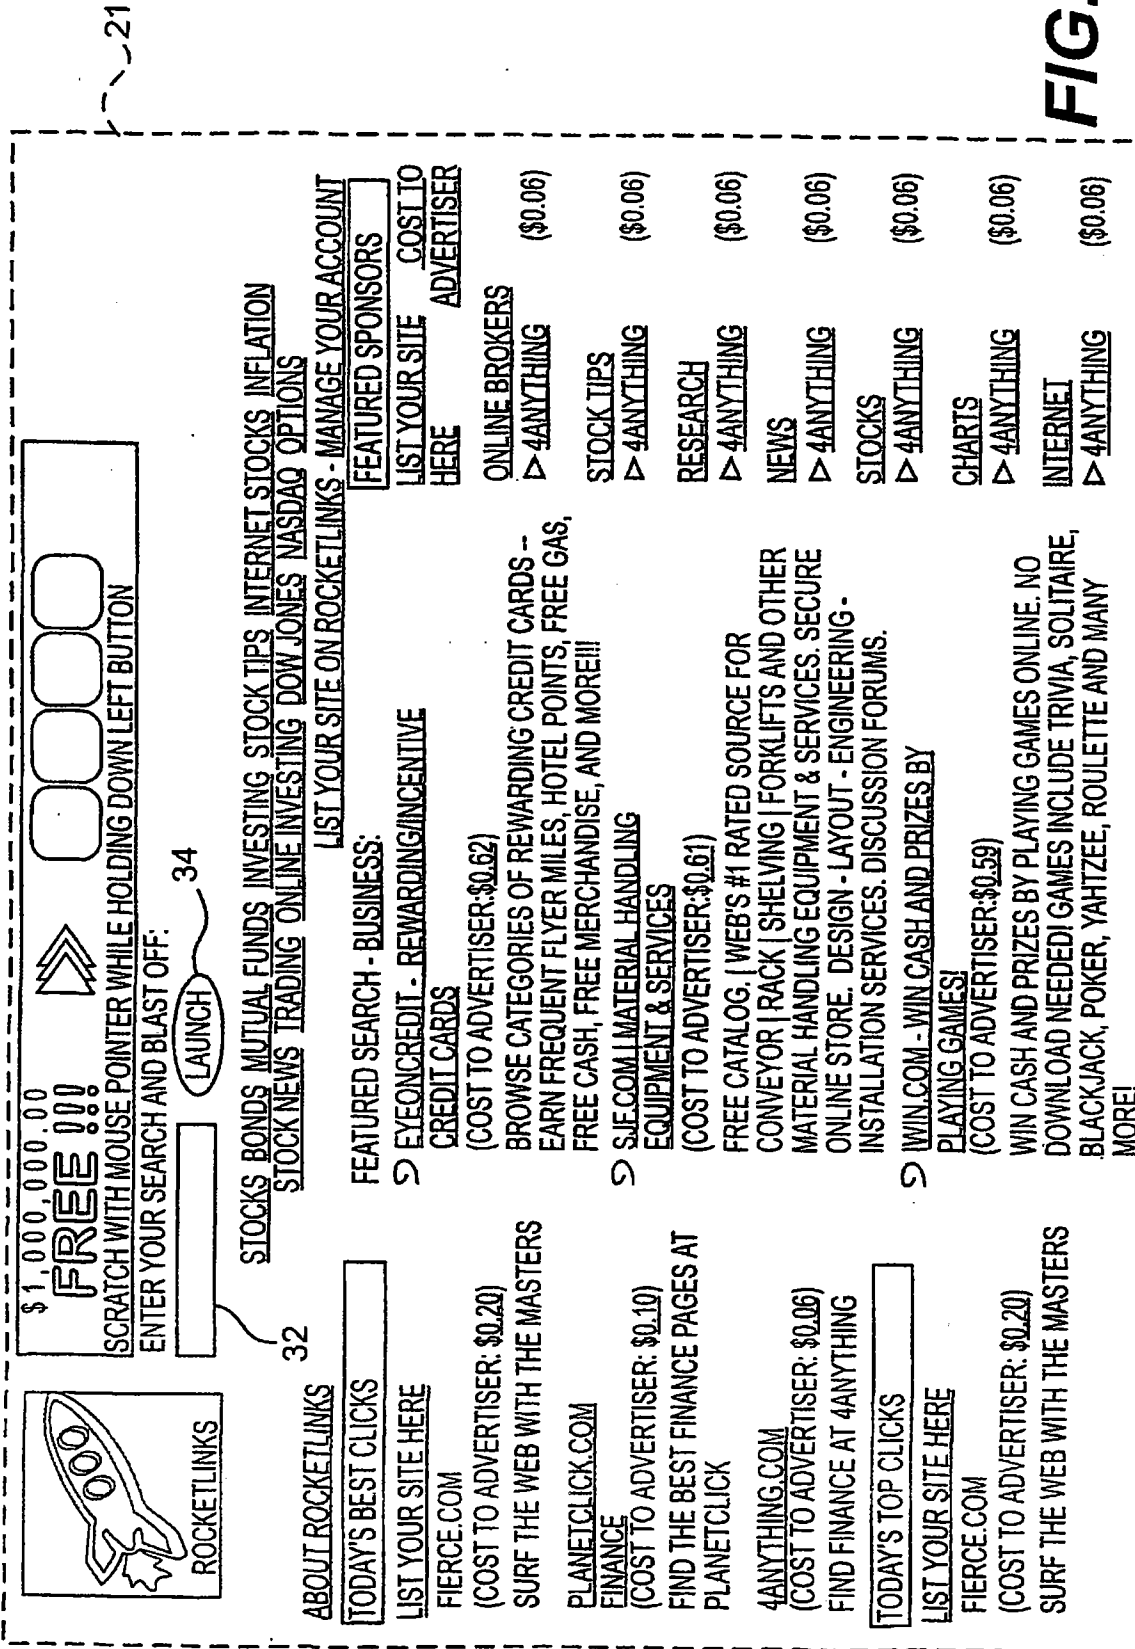 21
ROCKETLINKS
$1,000,000.00
FREE !!!
SCRATCH WITH MOUSE POINTER WHILE HOLDING DOWN LEFT BUTTON
ENTER YOUR SEARCH AND BLAST OFF:
LAUNCH
34
32
STOCKS BONDS MUTUAL FUNDS INVESTING STOCK TIPS INTERNET STOCKS INFLATION
STOCK NEWS TRADING ONLINE INVESTING DOW JONES NASDAQ OPTIONS
LIST YOUR SITE ON ROCKETLINKS - MANAGE YOUR ACCOUNT
ABOUT ROCKETLINKS
TODAY'S BEST CLICKS
LIST YOUR SITE HERE
FIERCE.COM
(COST TO ADVERTISER: $0.20)
SURF THE WEB WITH THE MASTERS
PLANETCLICK.COM
FINANCE
(COST TO ADVERTISER: $0.10)
FIND THE BEST FINANCE PAGES AT
PLANETCLICK
4ANYTHING.COM
(COST TO ADVERTISER: $0.06)
FIND FINANCE AT 4ANYTHING
TODAY'S TOP CLICKS
LIST YOUR SITE HERE
FIERCE.COM
(COST TO ADVERTISER: $0.20)
SURF THE WEB WITH THE MASTERS
FEATURED SEARCH - BUSINESS:
EYEONCREDIT - REWARDING/INCENTIVE
CREDIT CARDS
(COST TO ADVERTISER:$0.62)
BROWSE CATEGORIES OF REWARDING CREDIT CARDS --
EARN FREQUENT FLYER MILES, HOTEL POINTS, FREE GAS,
FREE CASH, FREE MERCHANDISE, AND MORE!!!
SJF.COM | MATERIAL HANDLING
EQUIPMENT & SERVICES
(COST TO ADVERTISER:$0.61)
FREE CATALOG. | WEB'S #1 RATED SOURCE FOR
CONVEYOR | RACK | SHELVING | FORKLIFTS AND OTHER
MATERIAL HANDLING EQUIPMENT & SERVICES. SECURE
ONLINE STORE. DESIGN - LAYOUT - ENGINEERING -
INSTALLATION SERVICES. DISCUSSION FORUMS.
IWIN.COM - WIN CASH AND PRIZES BY
PLAYING GAMES!
(COST TO ADVERTISER:$0.59)
WIN CASH AND PRIZES BY PLAYING GAMES ONLINE. NO
DOWNLOAD NEEDED! GAMES INCLUDE TRIVIA, SOLITAIRE,
BLACKJACK, POKER, YAHTZEE, ROULETTE AND MANY
MORE!
FEATURED SPONSORS
LIST YOUR SITE COST TO
HERE ADVERTISER
ONLINE BROKERS
▷ 4ANYTHING ($0.06)
STOCK TIPS
▷ 4ANYTHING ($0.06)
RESEARCH
▷ 4ANYTHING ($0.06)
NEWS
▷ 4ANYTHING ($0.06)
STOCKS
▷ 4ANYTHING ($0.06)
CHARTS
▷ 4ANYTHING ($0.06)
INTERNET
▷ 4ANYTHING ($0.06)
FIG.